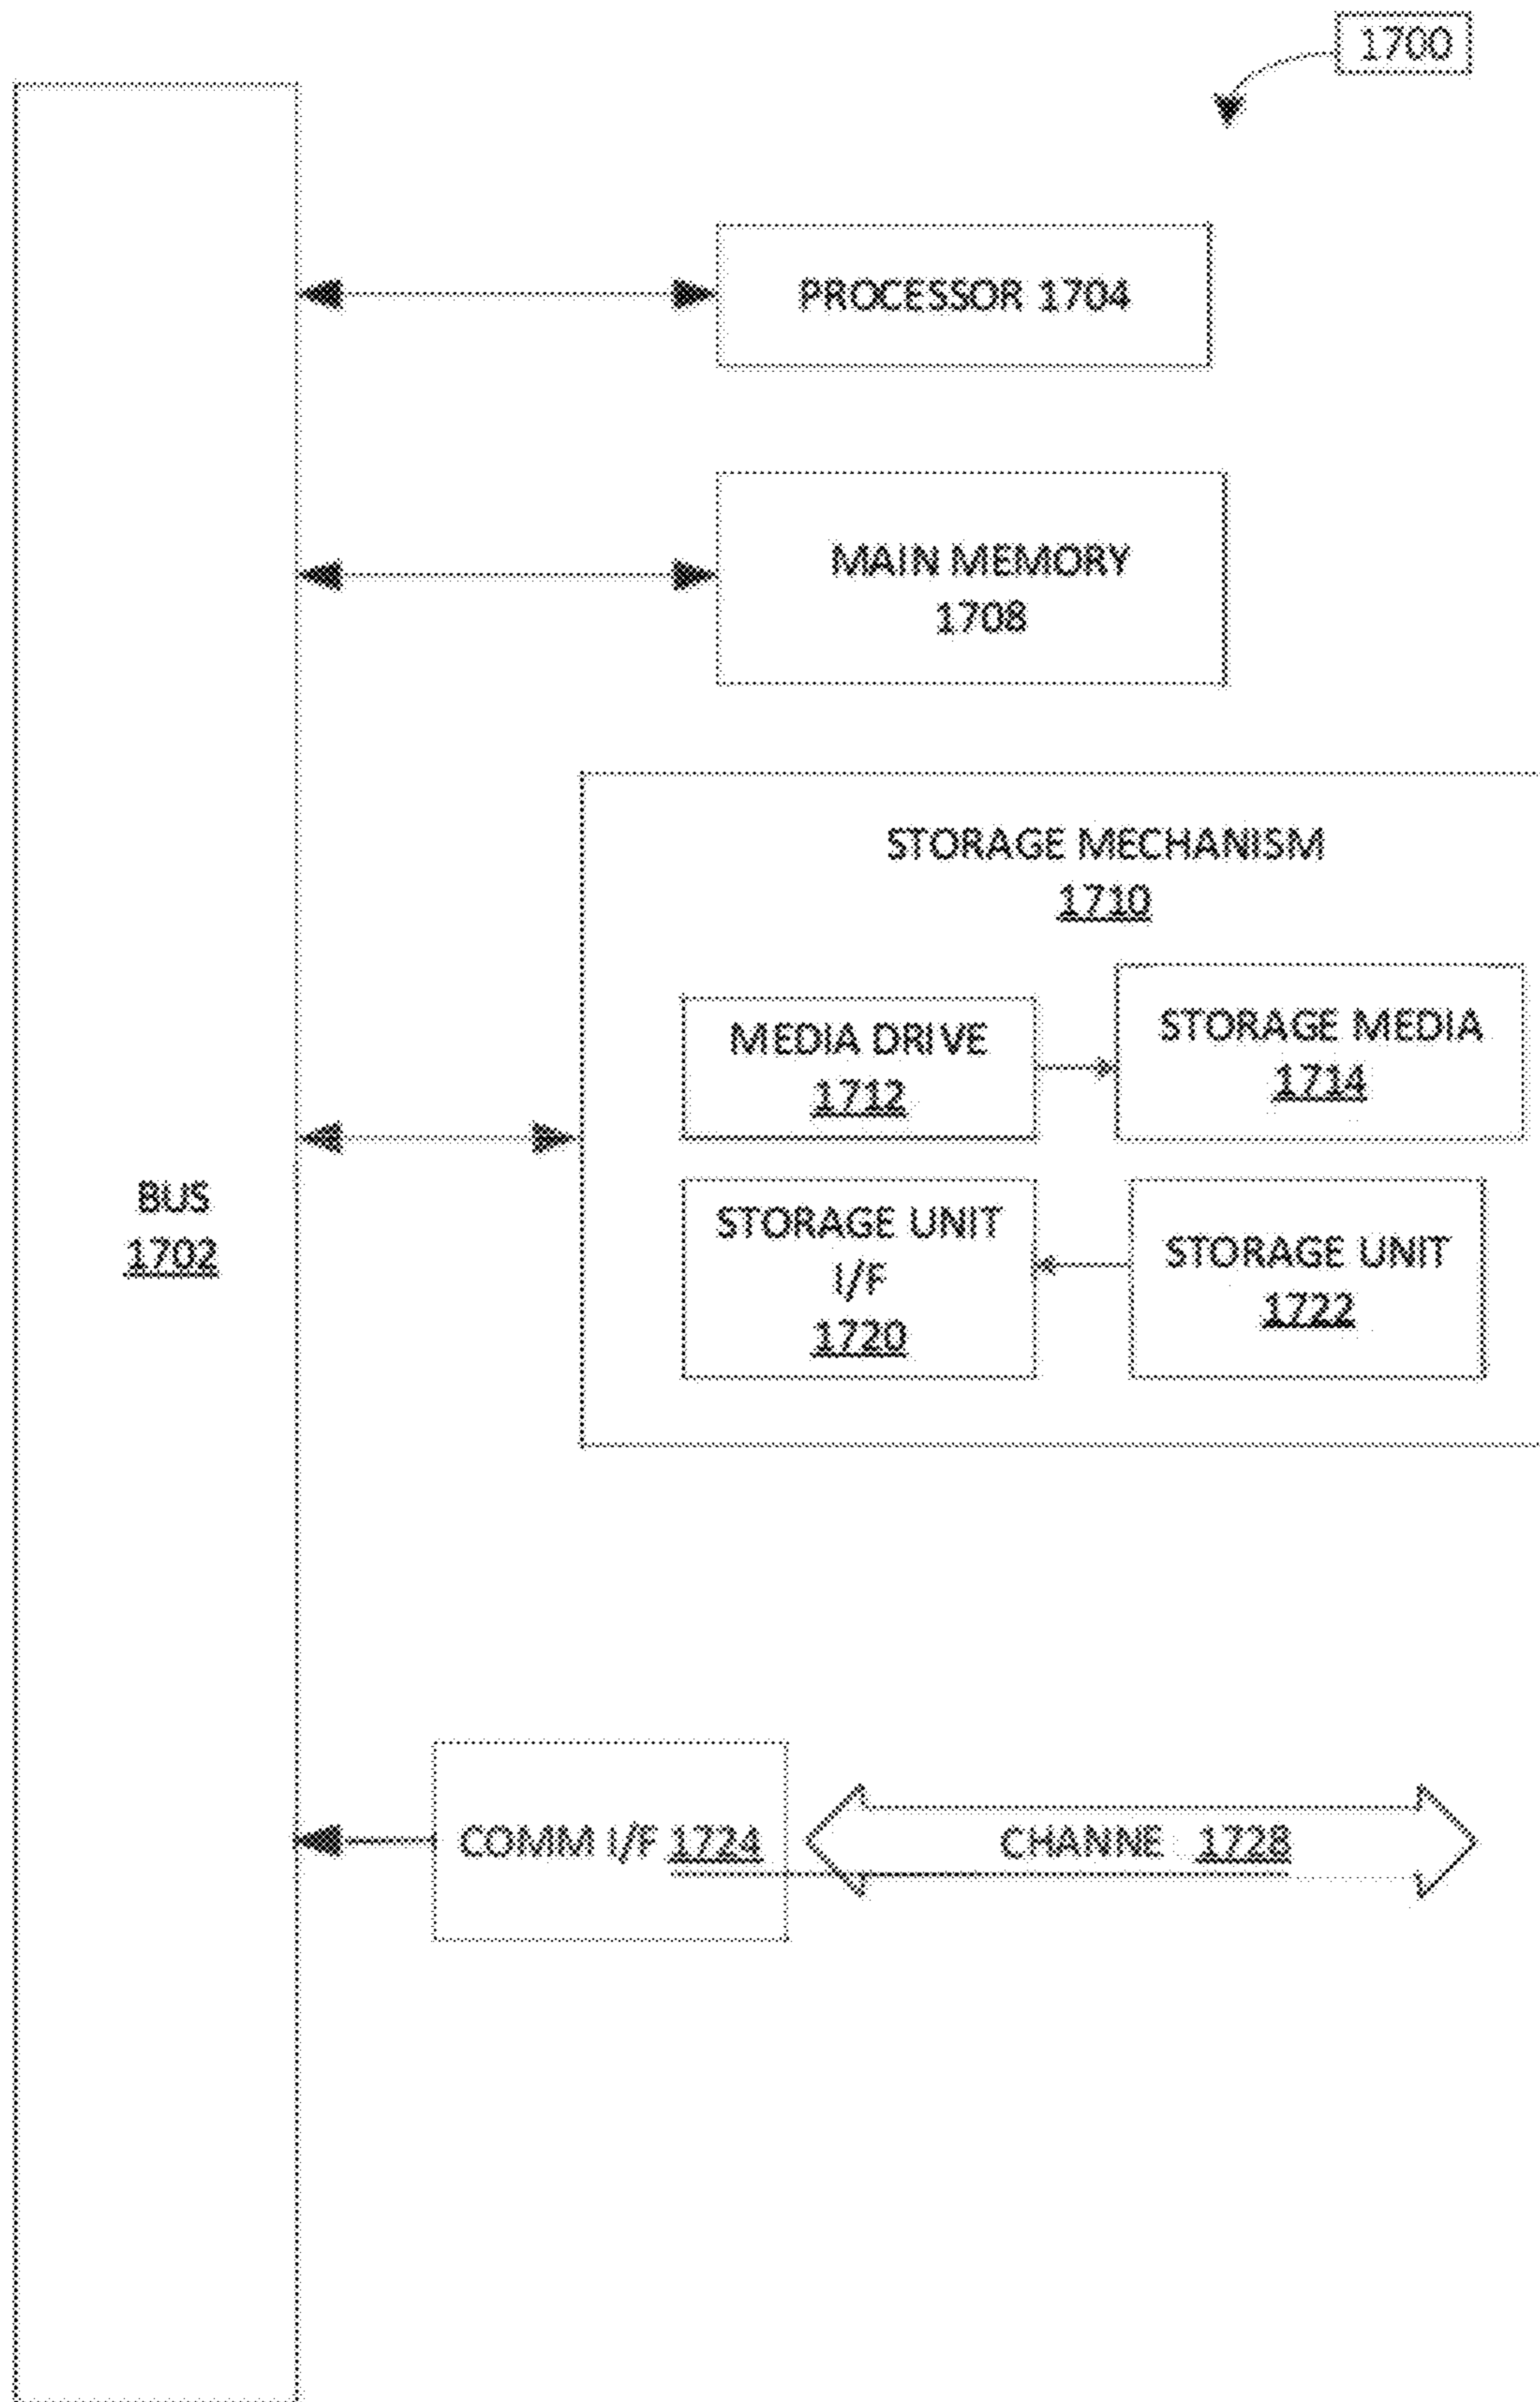 1700
PROCESSOR 1704
MAIN MEMORY
1708
STORAGE MECHANISM
1710
MEDIA DRIVE
1712
STORAGE MEDIA
1714
BUS
1702
STORAGE UNIT
I/F
1720
STORAGE UNIT
1722
COMM I/F 1724
CHANNE 1728